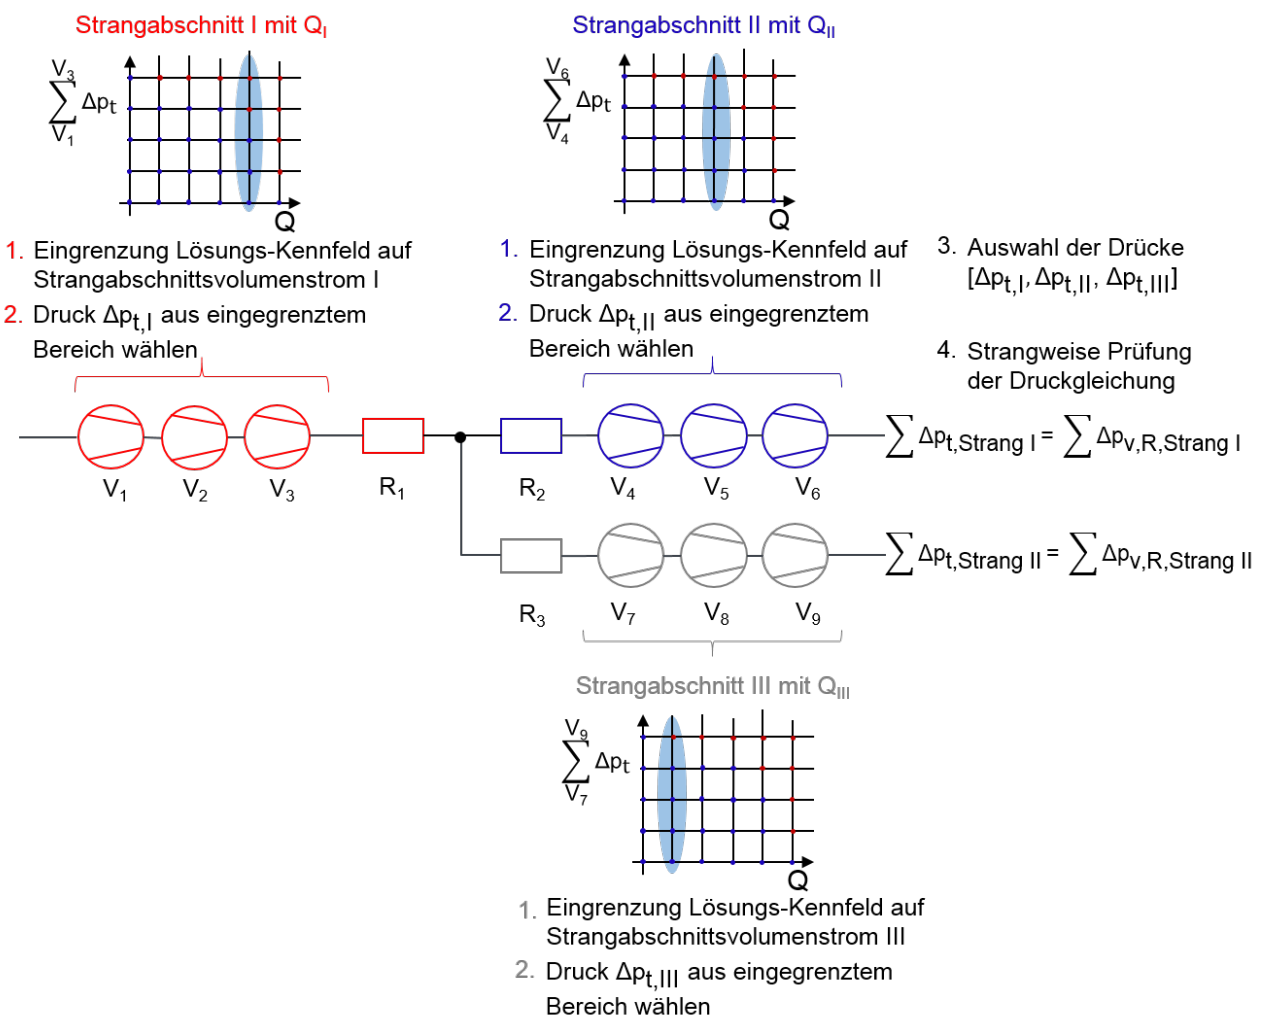 Strangabschnitt I mit Q_I
V₃
∑ Δp_t
V₁
Q
1. Eingrenzung Lösungs-Kennfeld auf
Strangabschnittsvolumenstrom I
2. Druck Δp_t,I aus eingegrenztem
Bereich wählen
Strangabschnitt II mit Q_II
V₆
∑ Δp_t
V₄
Q
1. Eingrenzung Lösungs-Kennfeld auf
Strangabschnittsvolumenstrom II
2. Druck Δp_t,II aus eingegrenztem
Bereich wählen
3. Auswahl der Drücke
[Δp_t,I, Δp_t,II, Δp_t,III]
4. Strangweise Prüfung
der Druckgleichung
∑ Δp_t,Strang I = ∑ Δp_v,R,Strang I
V₁ V₂ V₃ R₁ R₂ V₄ V₅ V₆
∑ Δp_t,Strang II = ∑ Δp_v,R,Strang II
R₃ V₇ V₈ V₉
Strangabschnitt III mit Q_III
V₉
∑ Δp_t
V₇
Q
1. Eingrenzung Lösungs-Kennfeld auf
Strangabschnittsvolumenstrom III
2. Druck Δp_t,III aus eingegrenztem
Bereich wählen